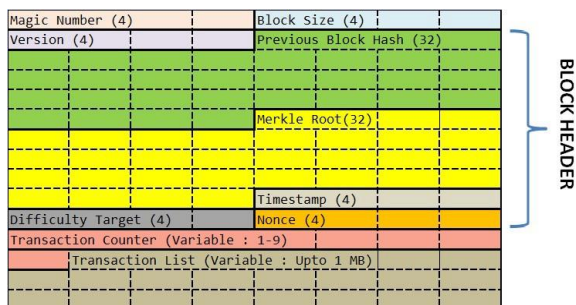 Magic Number (4) Block Size (4)
Version (4) Previous Block Hash (32)
Merkle Root(32)
Timestamp (4)
Difficulty Target (4) Nonce (4)
Transaction Counter (Variable : 1-9)
Transaction List (Variable : Upto 1 MB)
BLOCK HEADER